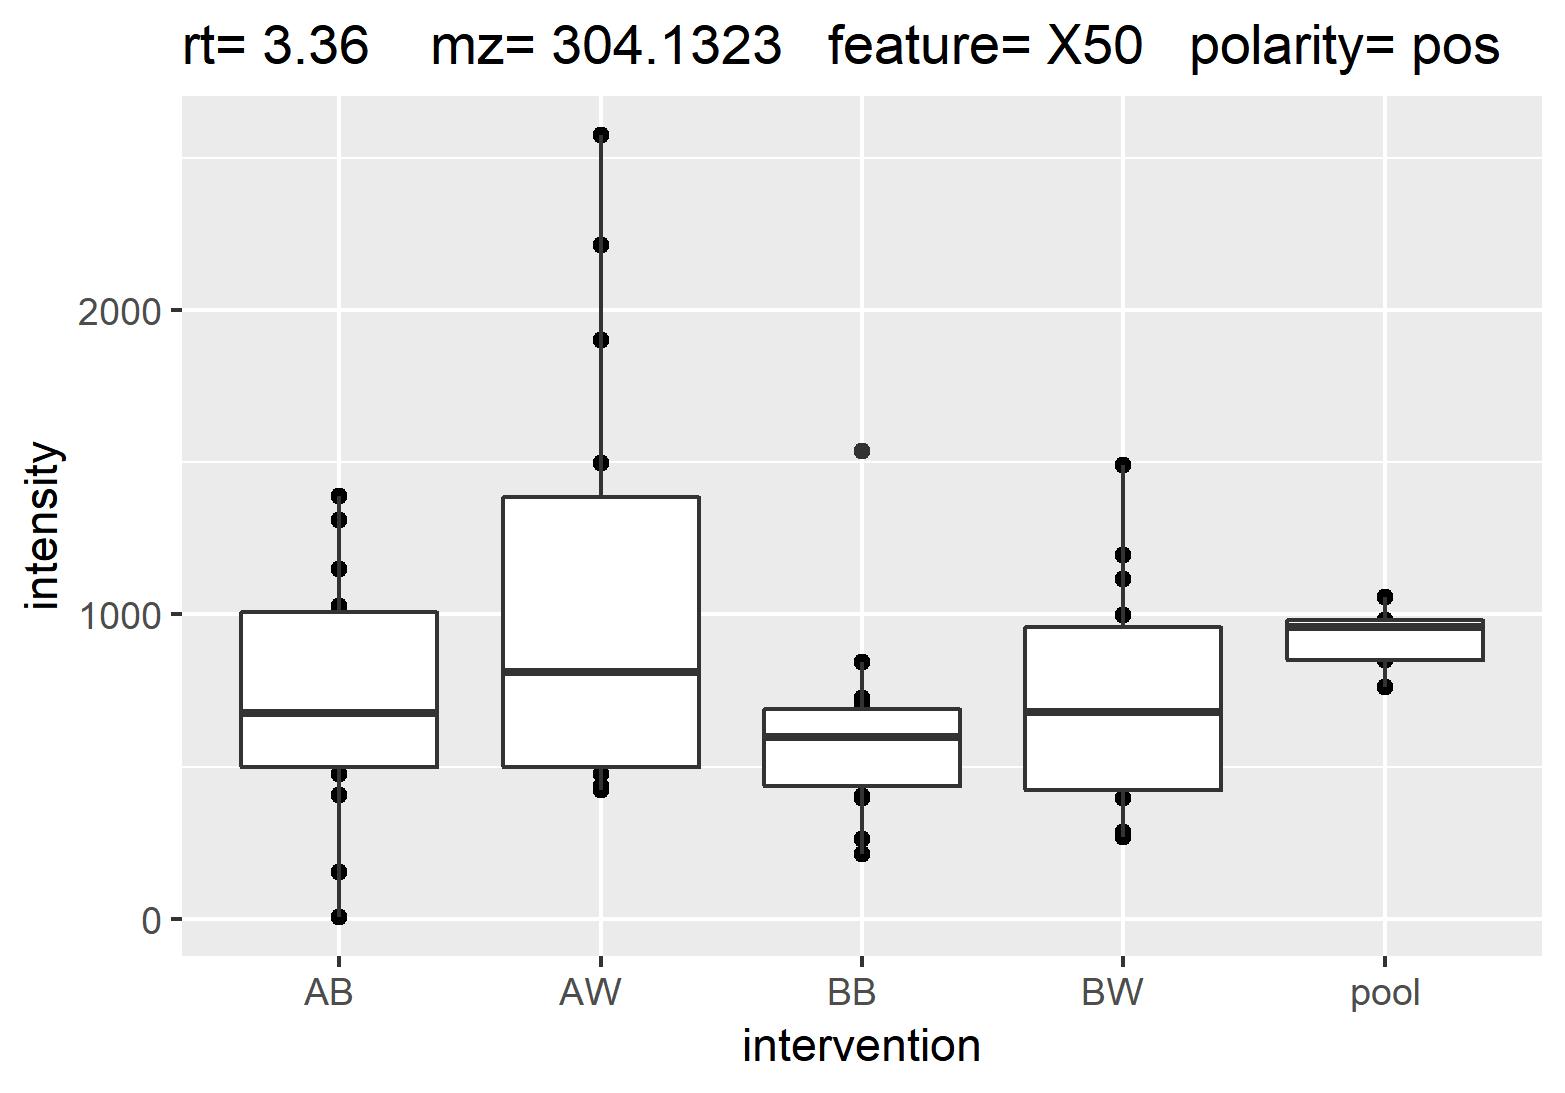 rt= 3.36 mz= 304.1323 feature= X50 polarity= pos
intensity
2000
1000
0
AB AW BB BW pool
intervention